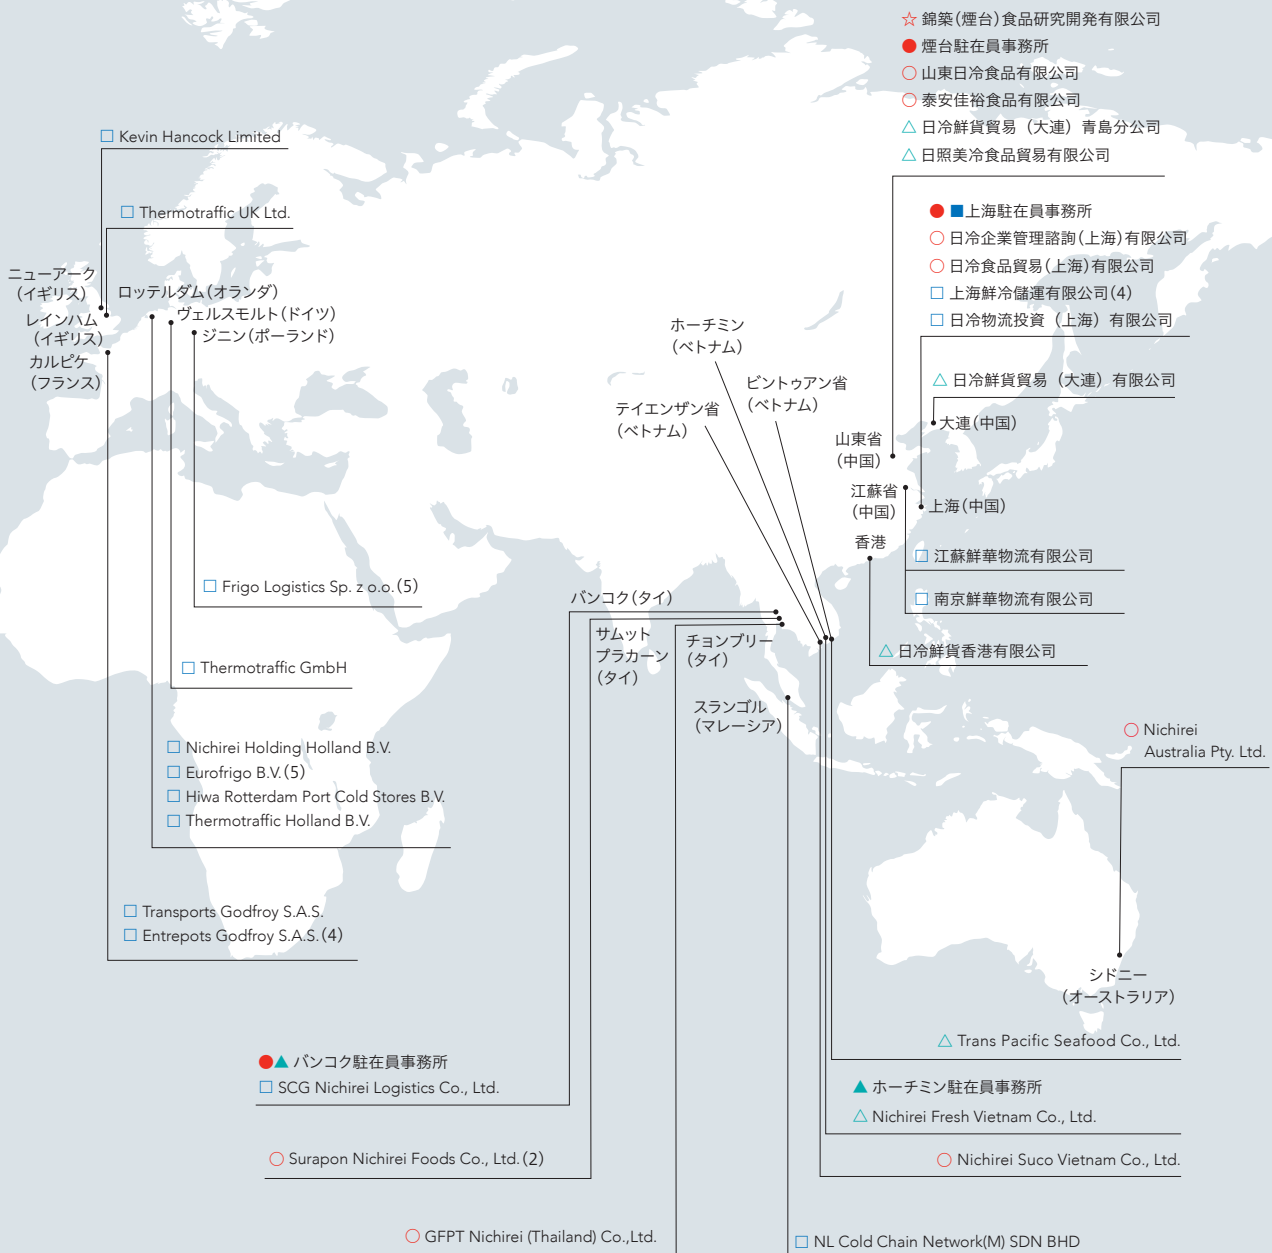 ☆ 錦築(煙台)食品研究開発有限公司
● 煙台駐在員事務所
○ 山東日冷食品有限公司
○ 泰安佳裕食品有限公司
△ 日冷鮮貨貿易（大連）青島分公司
△ 日照美冷食品貿易有限公司
□ Kevin Hancock Limited
□ Thermotraffic UK Ltd.
● ■上海駐在員事務所
○ 日冷企業管理諮詢(上海)有限公司
○ 日冷食品貿易(上海)有限公司
□ 上海鮮冷儲運有限公司(4)
□ 日冷物流投資（上海）有限公司
ニューアーク
(イギリス)
レインハム
(イギリス)
カルピケ
(フランス)
ロッテルダム(オランダ)
ヴェルスモルト(ドイツ)
ジニン(ポーランド)
ホーチミン
(ベトナム)
ビントゥアン省
(ベトナム)
テイエンザン省
(ベトナム)
△ 日冷鮮貨貿易（大連）有限公司
大連(中国)
山東省
(中国)
江蘇省
(中国)
上海(中国)
香港
□ 江蘇鮮華物流有限公司
□ 南京鮮華物流有限公司
△ 日冷鮮貨香港有限公司
□ Frigo Logistics Sp. z o.o.(5)
バンコク(タイ)
サムット
プラカーン
(タイ)
チョンブリー
(タイ)
スランゴル
(マレーシア)
□ Thermotraffic GmbH
□ Nichirei Holding Holland B.V.
□ Eurofrigo B.V.(5)
□ Hiwa Rotterdam Port Cold Stores B.V.
□ Thermotraffic Holland B.V.
○ Nichirei
Australia Pty. Ltd.
□ Transports Godfroy S.A.S.
□ Entrepots Godfroy S.A.S.(4)
シドニー
(オーストラリア)
△ Trans Pacific Seafood Co., Ltd.
●▲ バンコク駐在員事務所
□ SCG Nichirei Logistics Co., Ltd.
▲ ホーチミン駐在員事務所
△ Nichirei Fresh Vietnam Co., Ltd.
○ Surapon Nichirei Foods Co., Ltd.(2)
○ Nichirei Suco Vietnam Co., Ltd.
○ GFPT Nichirei (Thailand) Co.,Ltd.
□ NL Cold Chain Network(M) SDN BHD